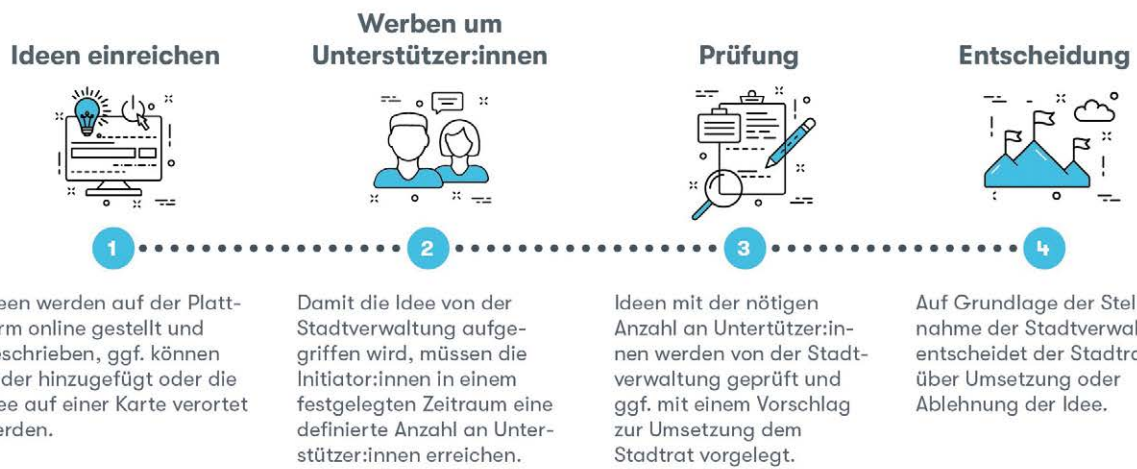 Ideen einreichen
Werben um
Unterstützer:innen
Prüfung
Entscheidung
1
2
3
4
een werden auf der Platt-
rm online gestellt und
eschrieben, ggf. können
der hinzugefügt oder die
ee auf einer Karte verortet
erden.
Damit die Idee von der
Stadtverwaltung aufge-
griffen wird, müssen die
Initiator:innen in einem
festgelegten Zeitraum eine
definierte Anzahl an Unter-
stützer:innen erreichen.
Ideen mit der nötigen
Anzahl an Untertützer:in-
nen werden von der Stadt-
verwaltung geprüft und
ggf. mit einem Vorschlag
zur Umsetzung dem
Stadtrat vorgelegt.
Auf Grundlage der Stel
nahme der Stadtverwal
entscheidet der Stadtra
über Umsetzung oder
Ablehnung der Idee.